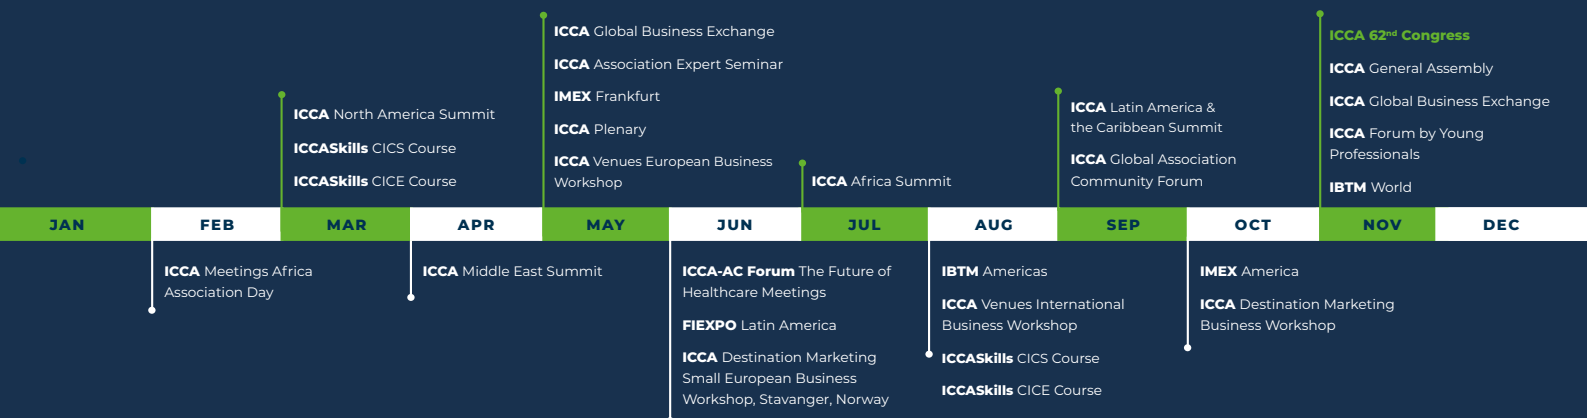 ICCA North America Summit
ICCASkills CICS Course
ICCASkills CICE Course
ICCA Global Business Exchange
ICCA Association Expert Seminar
IMEX Frankfurt
ICCA Plenary
ICCA Venues European Business
Workshop
ICCA Africa Summit
ICCA Latin America &
the Caribbean Summit
ICCA Global Association
Community Forum
ICCA 62nd Congress
ICCA General Assembly
ICCA Global Business Exchange
ICCA Forum by Young
Professionals
IBTM World
JAN FEB MAR APR MAY JUN JUL AUG SEP OCT NOV DEC
ICCA Meetings Africa
Association Day
ICCA Middle East Summit
ICCA-AC Forum The Future of
Healthcare Meetings
FIEXPO Latin America
ICCA Destination Marketing
Small European Business
Workshop, Stavanger, Norway
IBTM Americas
ICCA Venues International
Business Workshop
ICCASkills CICS Course
ICCASkills CICE Course
IMEX America
ICCA Destination Marketing
Business Workshop